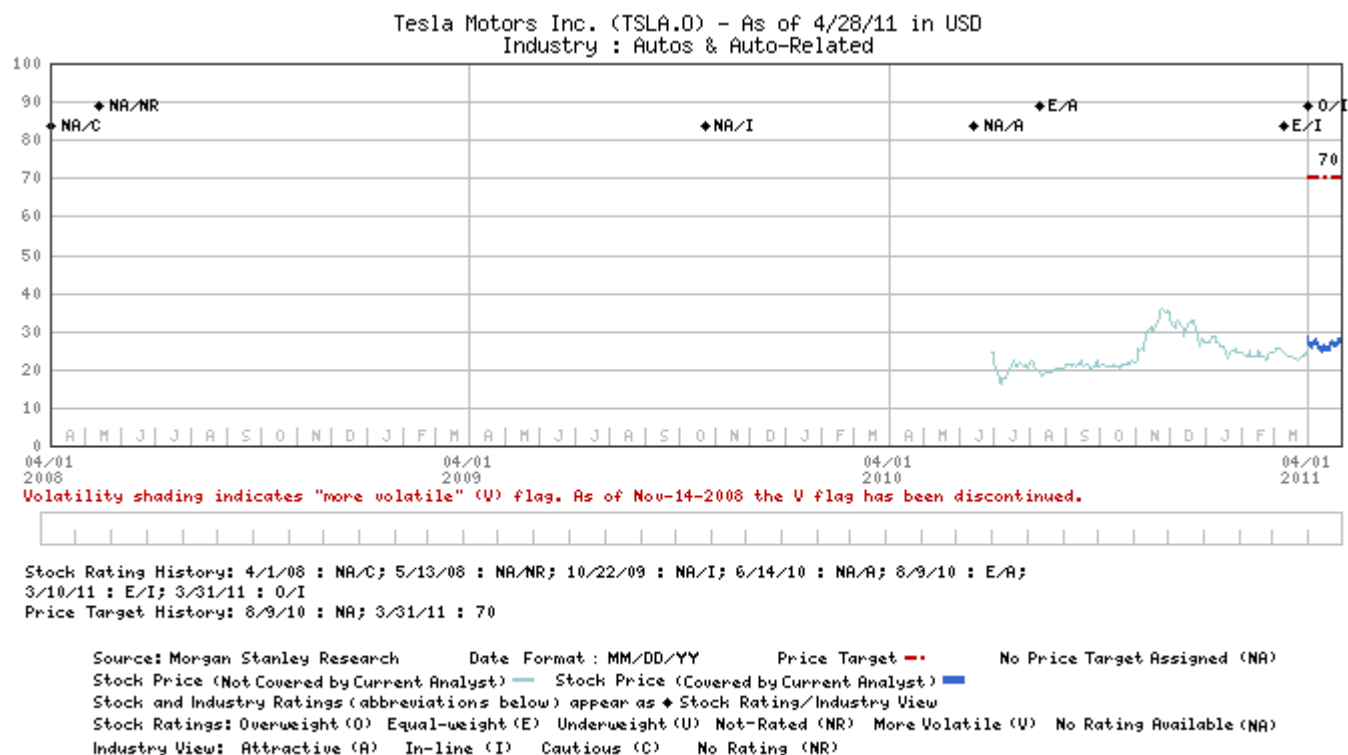 Tesla Motors Inc. (TSLA.O) - As of 4/28/11 in USD
Industry : Autos & Auto-Related
100
90
80
70
60
50
40
30
20
10
0
NA/C
NA/NR
NA/I
NA/A
E/A
E/I
O/I
70
A M J J A S O N D J F M A M J J A S O N D J F M A M J J A S O N D J F M
04/01 04/01 04/01 04/01
2008 2009 2010 2011
Volatility shading indicates "more volatile" (V) flag. As of Nov-14-2008 the V flag has been discontinued.
Stock Rating History: 4/1/08 : NA/C; 5/13/08 : NA/NR; 10/22/09 : NA/I; 6/14/10 : NA/A; 8/9/10 : E/A;
3/10/11 : E/I; 3/31/11 : O/I
Price Target History: 8/9/10 : NA; 3/31/11 : 70
Source: Morgan Stanley Research Date Format : MM/DD/YY Price Target No Price Target Assigned (NA)
Stock Price (Not Covered by Current Analyst) Stock Price (Covered by Current Analyst)
Stock and Industry Ratings (abbreviations below) appear as ♦ Stock Rating/Industry View
Stock Ratings: Overweight (O) Equal-weight (E) Underweight (U) Not-Rated (NR) More Volatile (V) No Rating Available (NA)
Industry View: Attractive (A) In-line (I) Cautious (C) No Rating (NR)